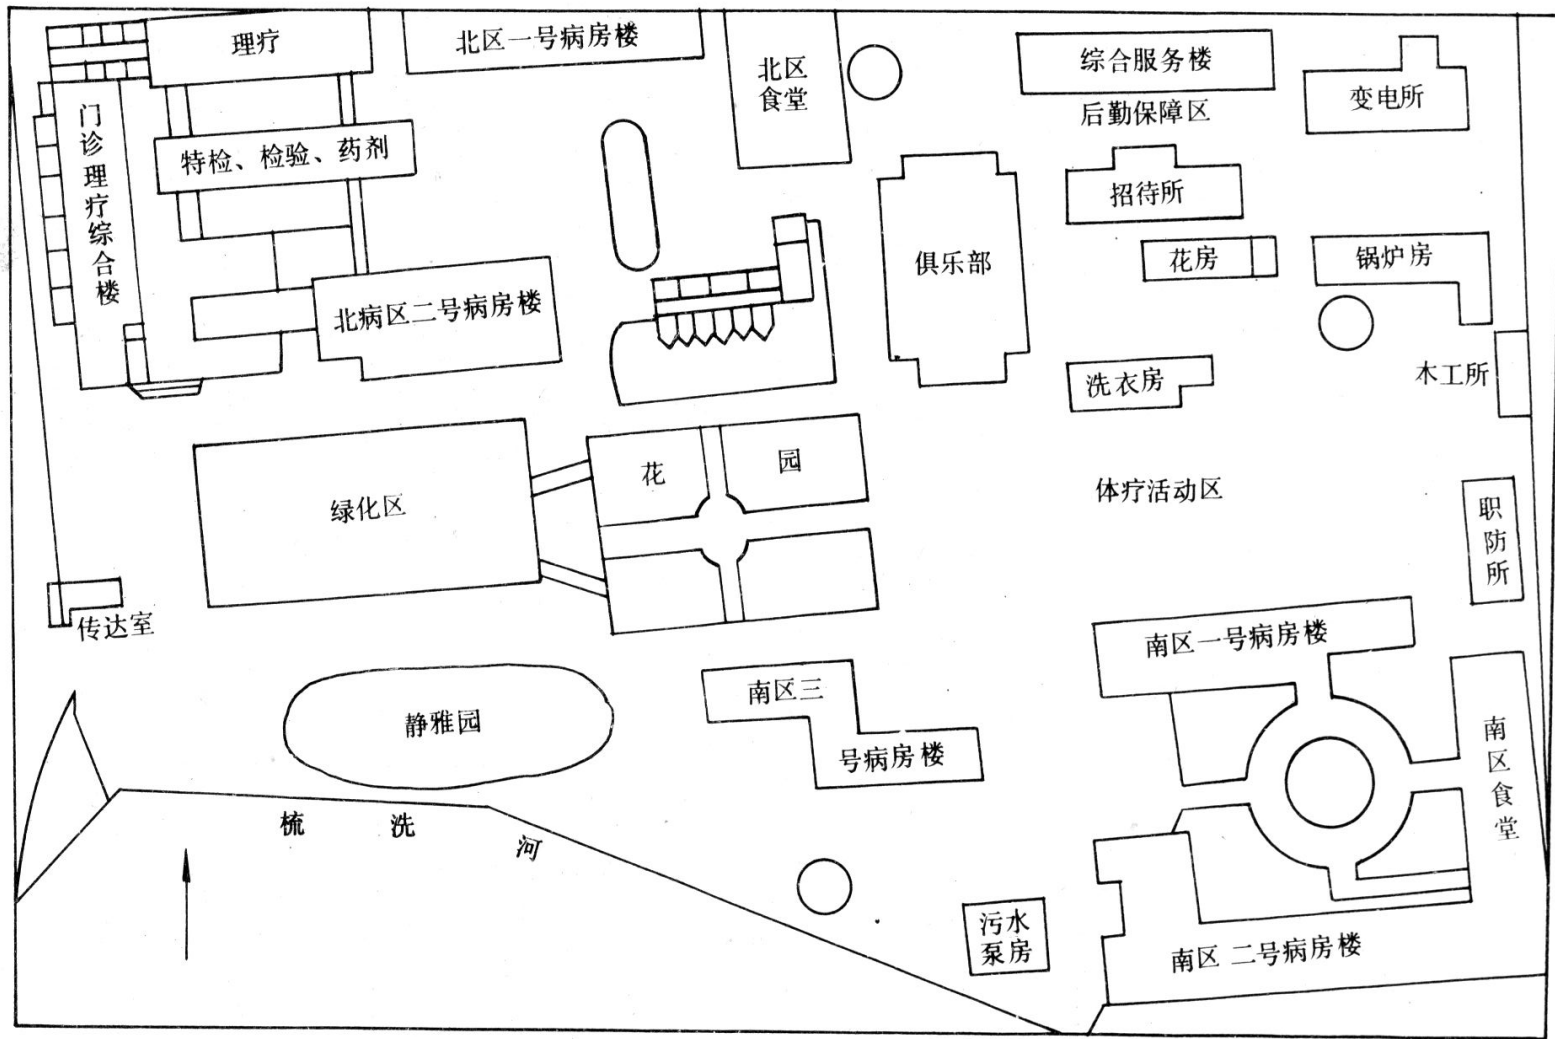 理疗
北区一号病房楼
北区
食堂
综合服务楼
后勤保障区
变电所
门诊理疗综合楼
特检、检验、药剂
招待所
俱乐部
花房
锅炉房
北病区二号病房楼
洗衣房
木工所
花园
绿化区
体疗活动区
职防所
传达室
南区一号病房楼
静雅园
南区三
号病房楼
南区食堂
梳洗河
污水
泵房
南区 二号病房楼